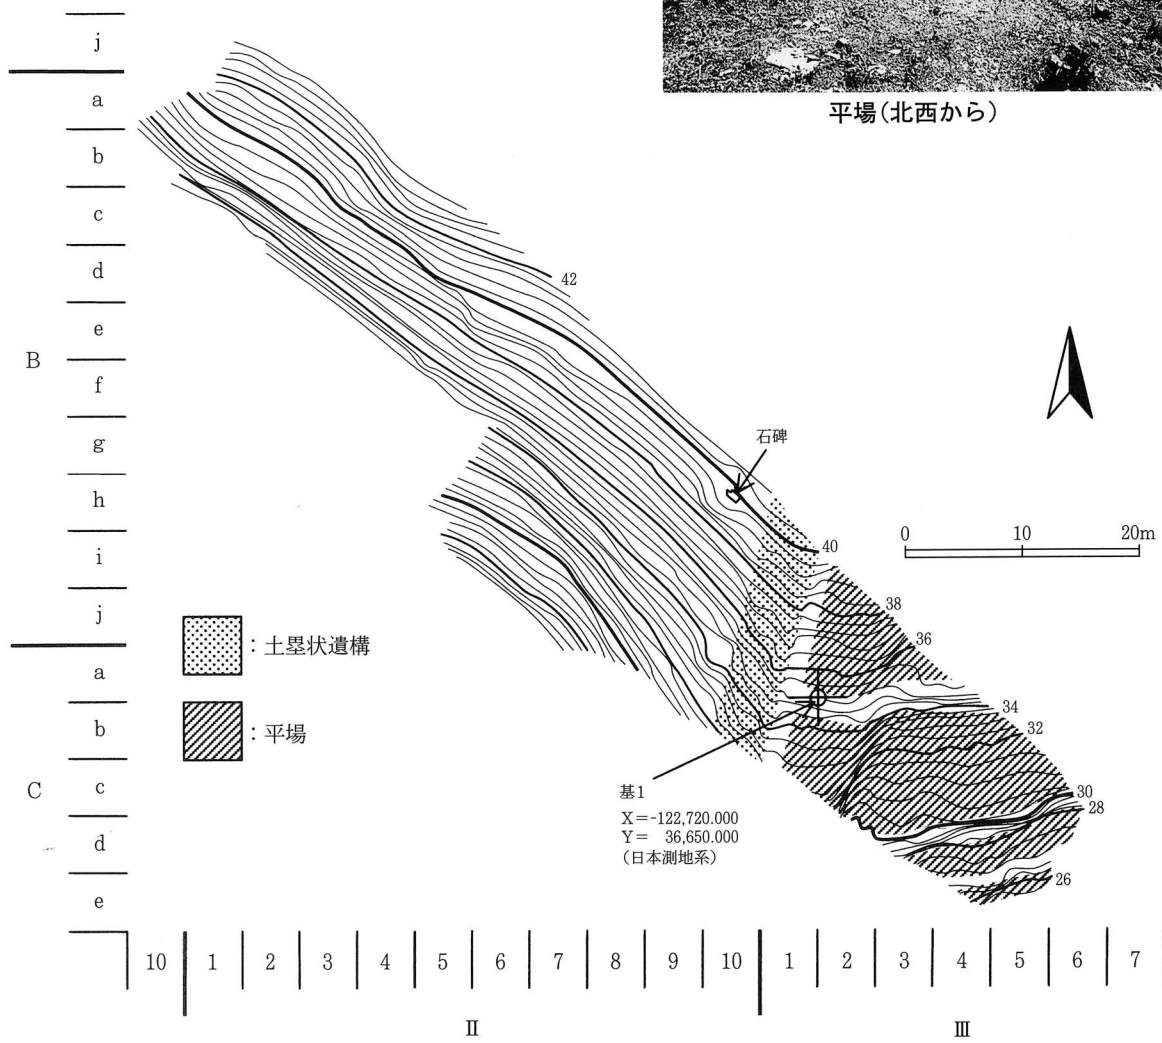 平場(北西から)
j
a
b
c
d
e
f
g
h
i
j
a
b
c
d
e
B
C
42
石碑
40
38
36
34
32
30
28
26
0 10 20m
：土塁状遺構
：平場
基1
X=-122,720.000
Y= 36,650.000
(日本測地系)
10 1 2 3 4 5 6 7 8 9 10 1 2 3 4 5 6 7
Ⅱ Ⅲ